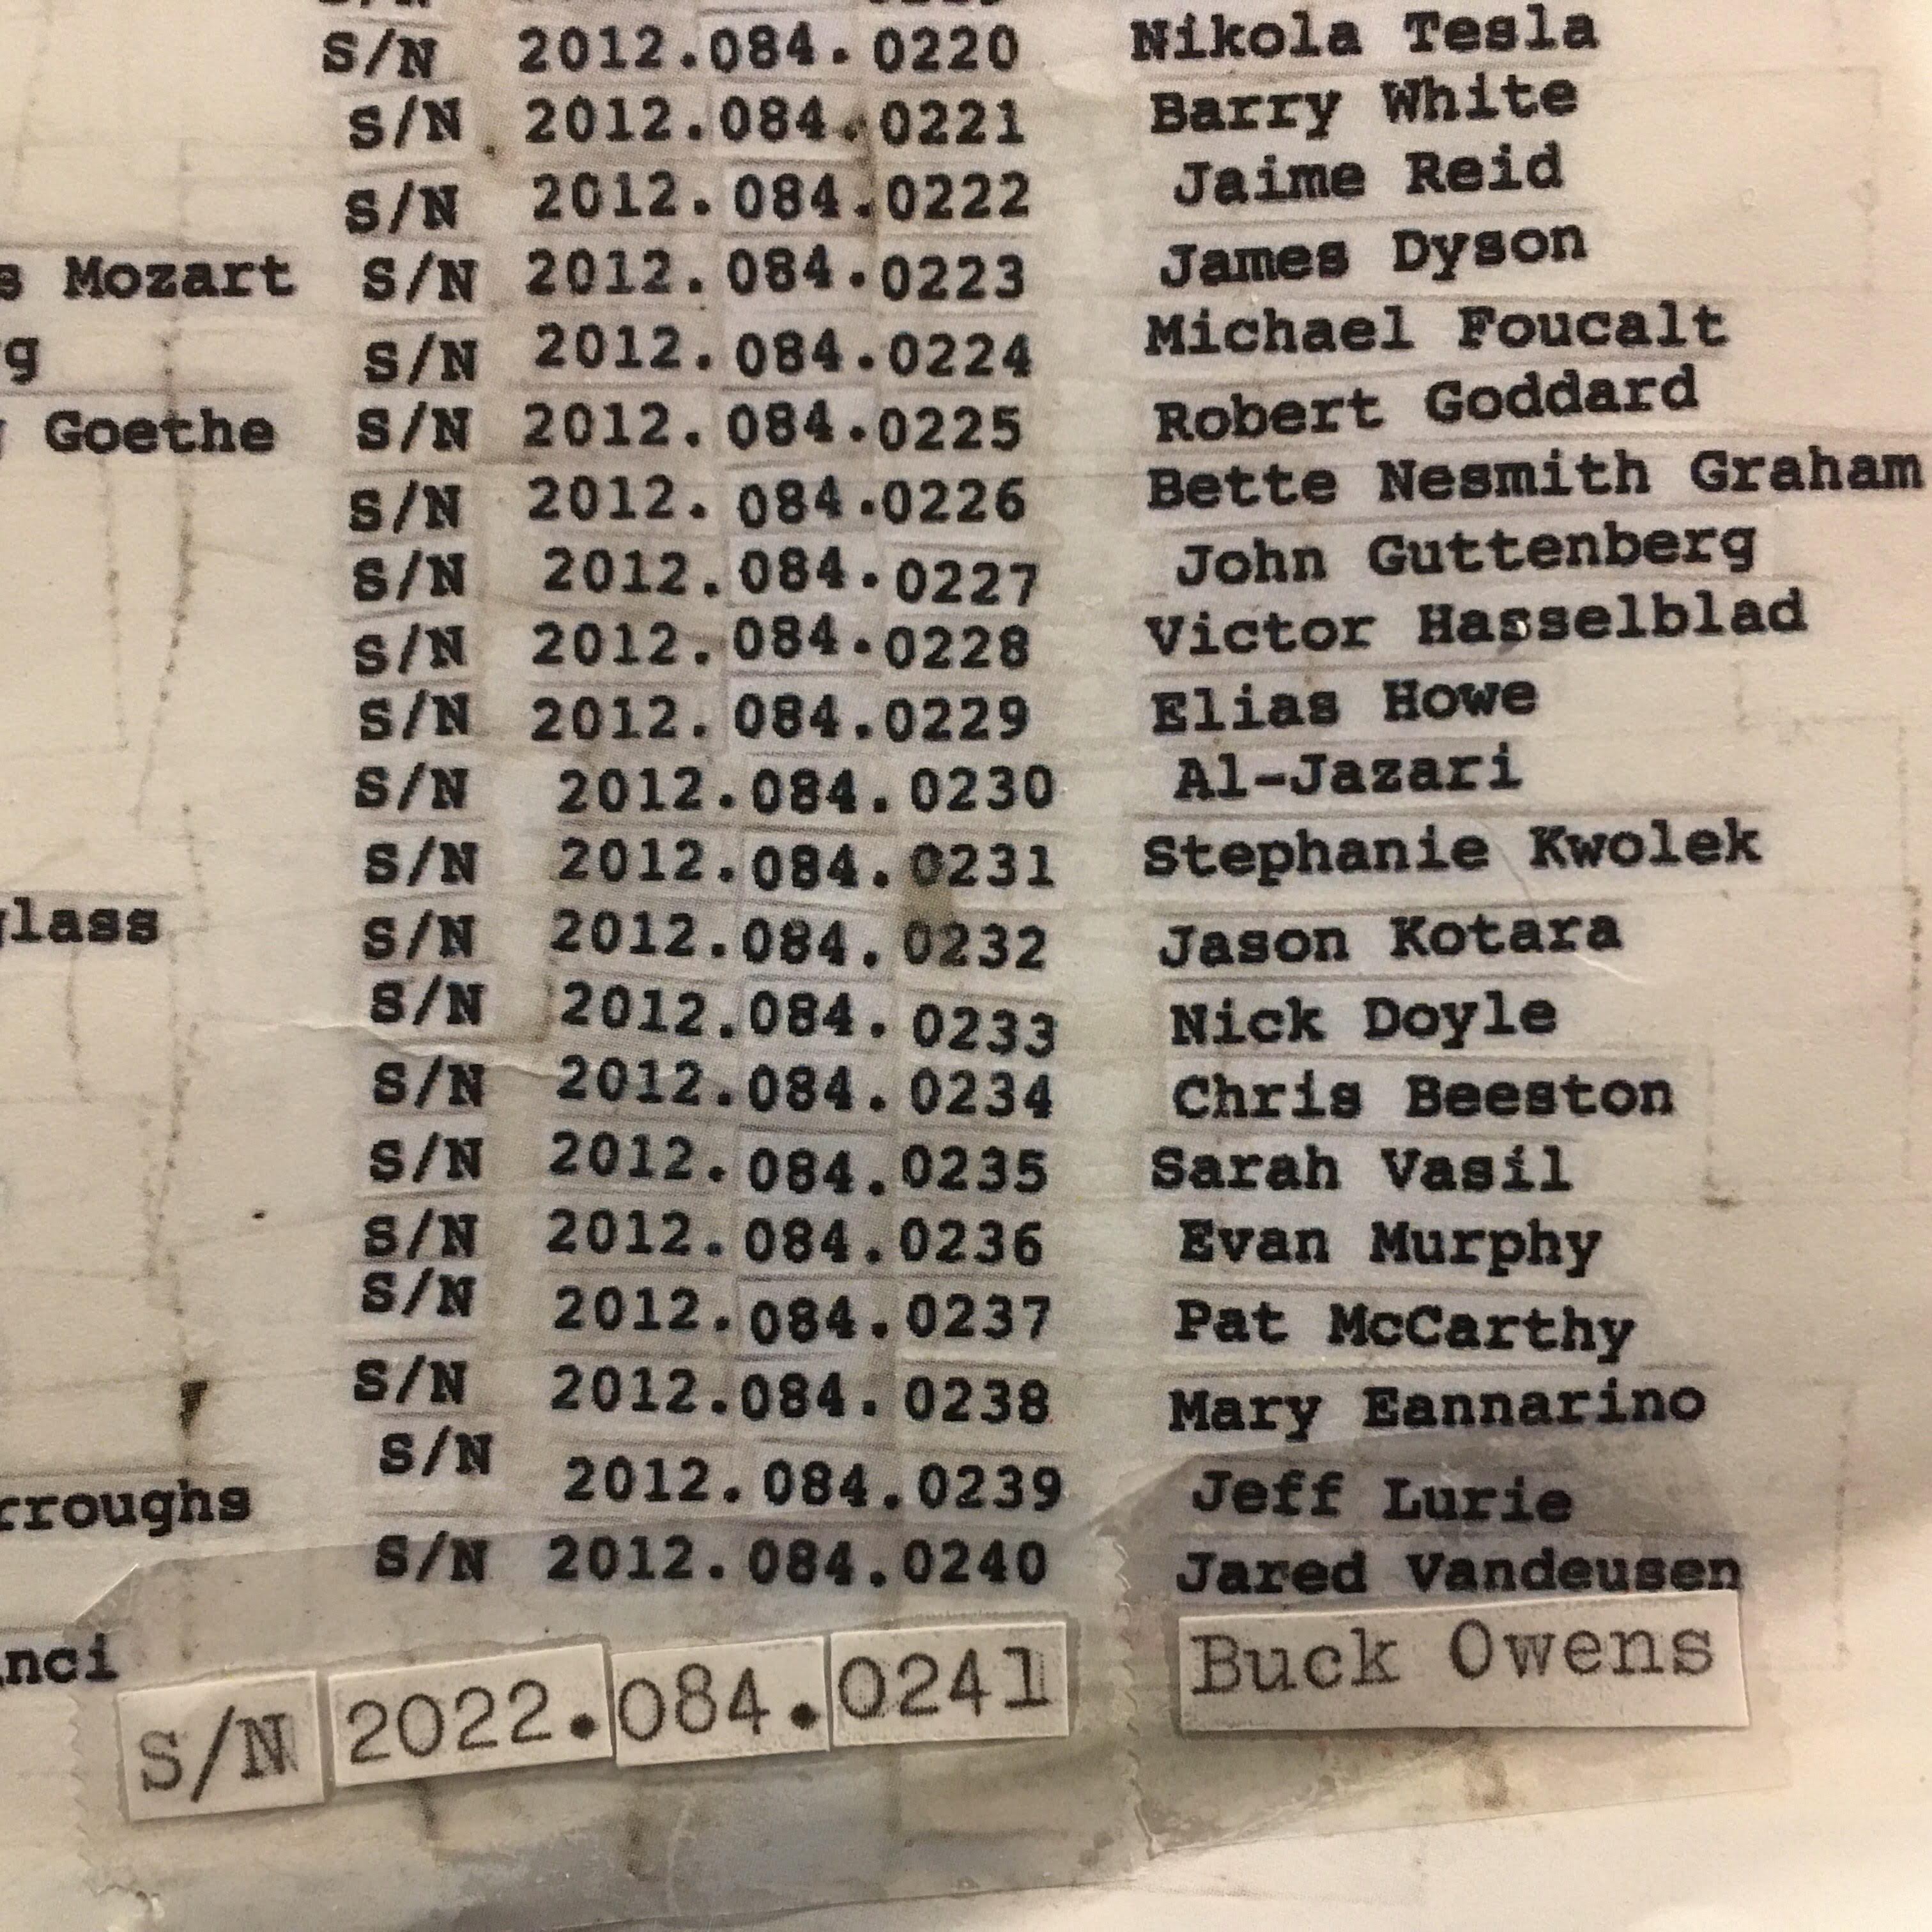 S/N 2012.084.0220 Nikola Tesla
S/N 2012.084.0221 Barry White
S/N 2012.084.0222 Jaime Reid
Mozart S/N 2012.084.0223 James Dyson
S/N 2012.084.0224 Michael Foucalt
Goethe S/N 2012.084.0225 Robert Goddard
S/N 2012.084.0226 Bette Nesmith Graham
S/N 2012.084.0227 John Guttenberg
S/N 2012.084.0228 Victor Hasselblad
S/N 2012.084.0229 Elias Howe
S/N 2012.084.0230 Al-Jazari
S/N 2012.084.0231 Stephanie Kwolek
S/N 2012.084.0232 Jason Kotara
S/N 2012.084.0233 Nick Doyle
S/N 2012.084.0234 Chris Beeston
S/N 2012.084.0235 Sarah Vasil
S/N 2012.084.0236 Evan Murphy
S/N 2012.084.0237 Pat McCarthy
S/N 2012.084.0238 Mary Eannarino
S/N 2012.084.0239 Jeff Lurie
S/N 2012.084.0240 Jared Vandeusen
S/N 2022.084.0241 Buck Owens